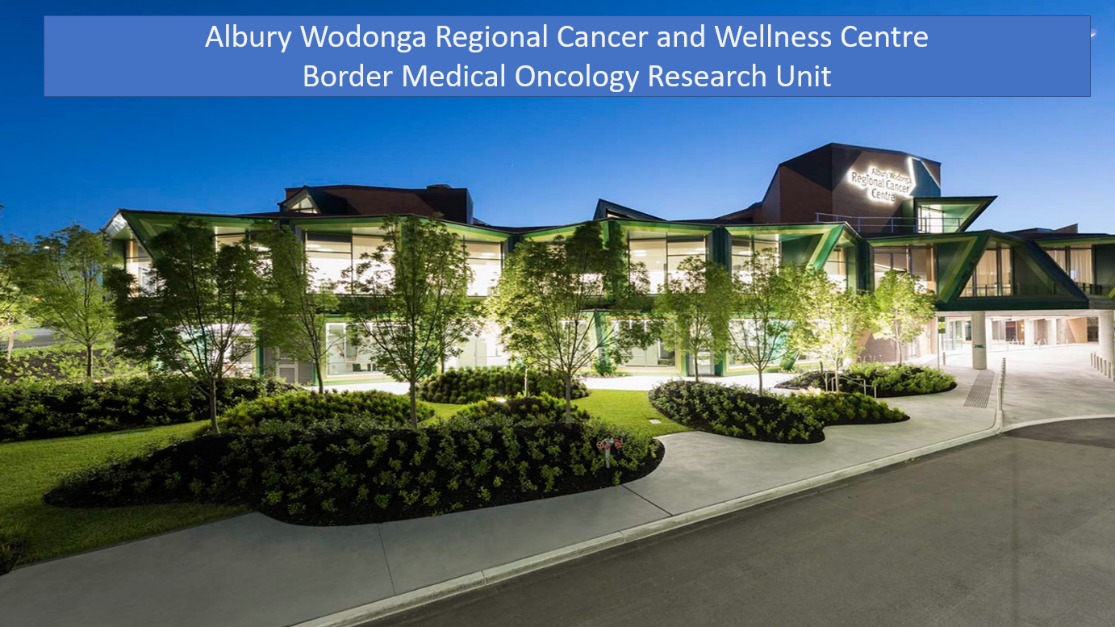 Albury Wodonga Regional Cancer and Wellness Centre
Border Medical Oncology Research Unit
Albury Wodonga
Regional Cancer
Centre